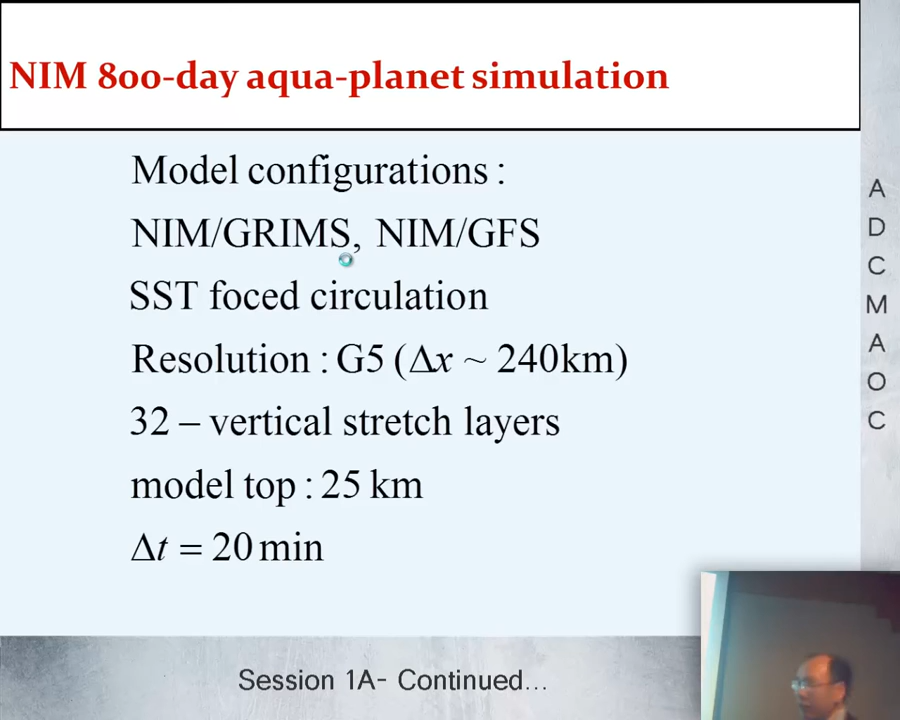 NIM 800-day aqua-planet simulation
Model configurations :
NIM/GRIMS, NIM/GFS
SST foced circulation
Resolution : G5 (Δx ~ 240km)
32 – vertical stretch layers
model top : 25 km
Δt = 20 min
A
D
C
M
A
O
C
Session 1A- Continued...